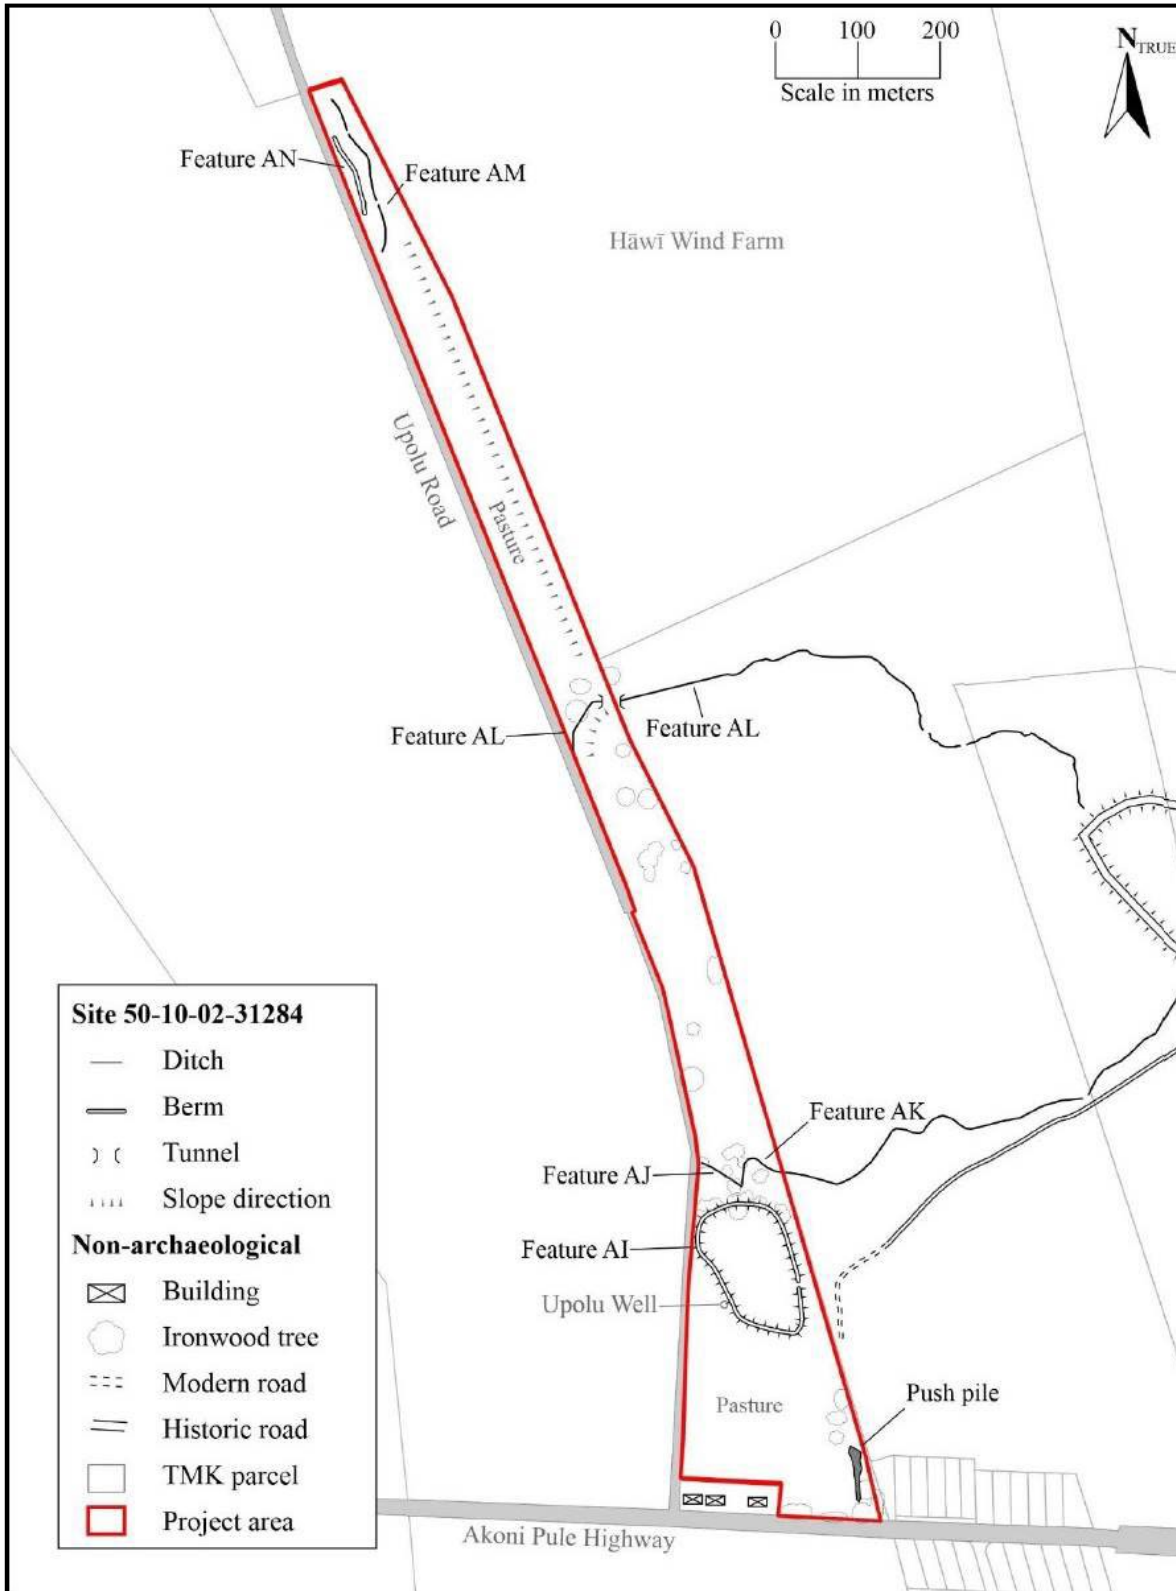 0 100 200
Scale in meters
N TRUE
Feature AN
Feature AM
Hāwī Wind Farm
Upolu Road
Pasture
Feature AL
Feature AL
Feature AK
Feature AJ
Feature AI
Upolu Well
Pasture
Push pile
Akoni Pule Highway
Site 50-10-02-31284
Ditch
Berm
Tunnel
Slope direction
Non-archaeological
Building
Ironwood tree
Modern road
Historic road
TMK parcel
Project area